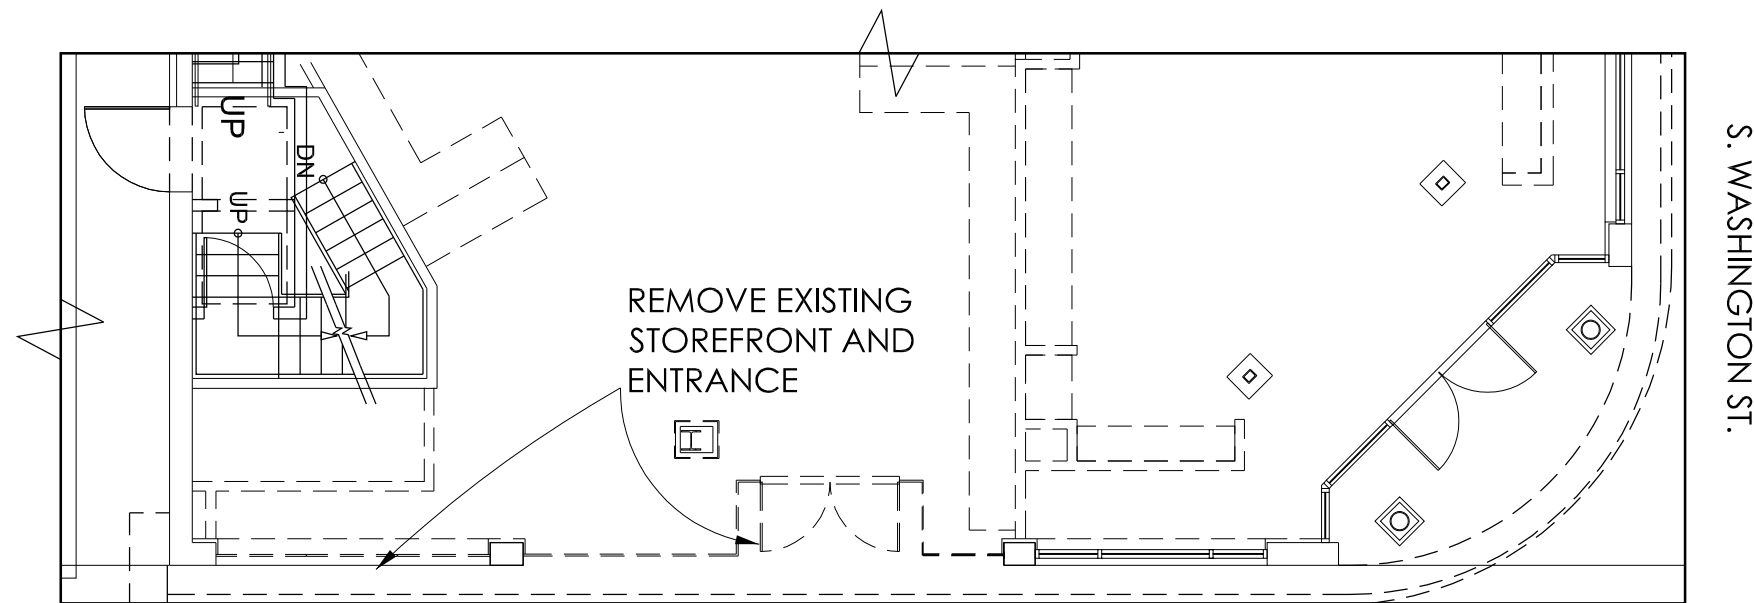 UP
DN
UP
REMOVE EXISTING
STOREFRONT AND
ENTRANCE
S. WASHINGTON ST.